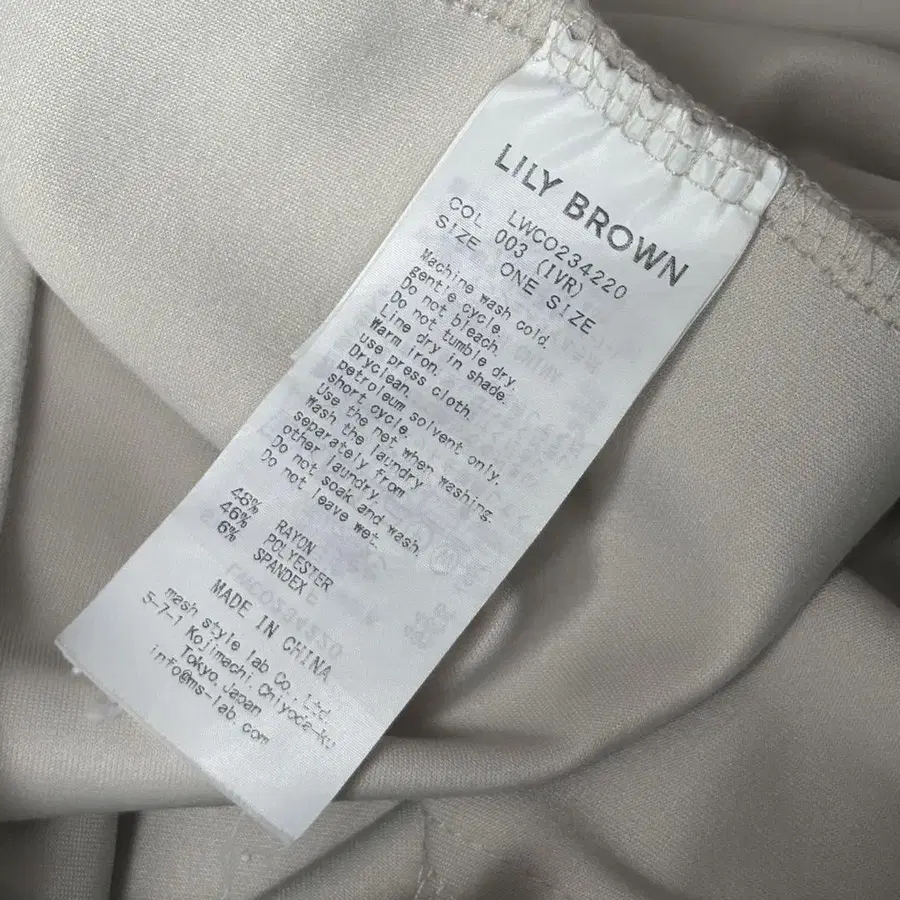 LILY BROWN
LWCO234220
COL 003 (IVR)
SIZE ONE SIZE
Machine wash cold.
gentle cycle.
Do not bleach.
Do not tumble dry.
Line dry in shade.
Warm iron.
use press cloth.
Dryclean.
petroleum solvent only.
short cycle.
Use the net when washing.
Wash the laundry
separately from
other laundry.
Do not soak and wash.
Do not leave wet.
48% RAYON
46% POLYESTER
6% SPANDEX
MADE IN CHINA
mash style lab Co., Ltd.
5-7-1 Kojimachi, Chiyoda-ku
Tokyo, Japan
info@ms-lab.com